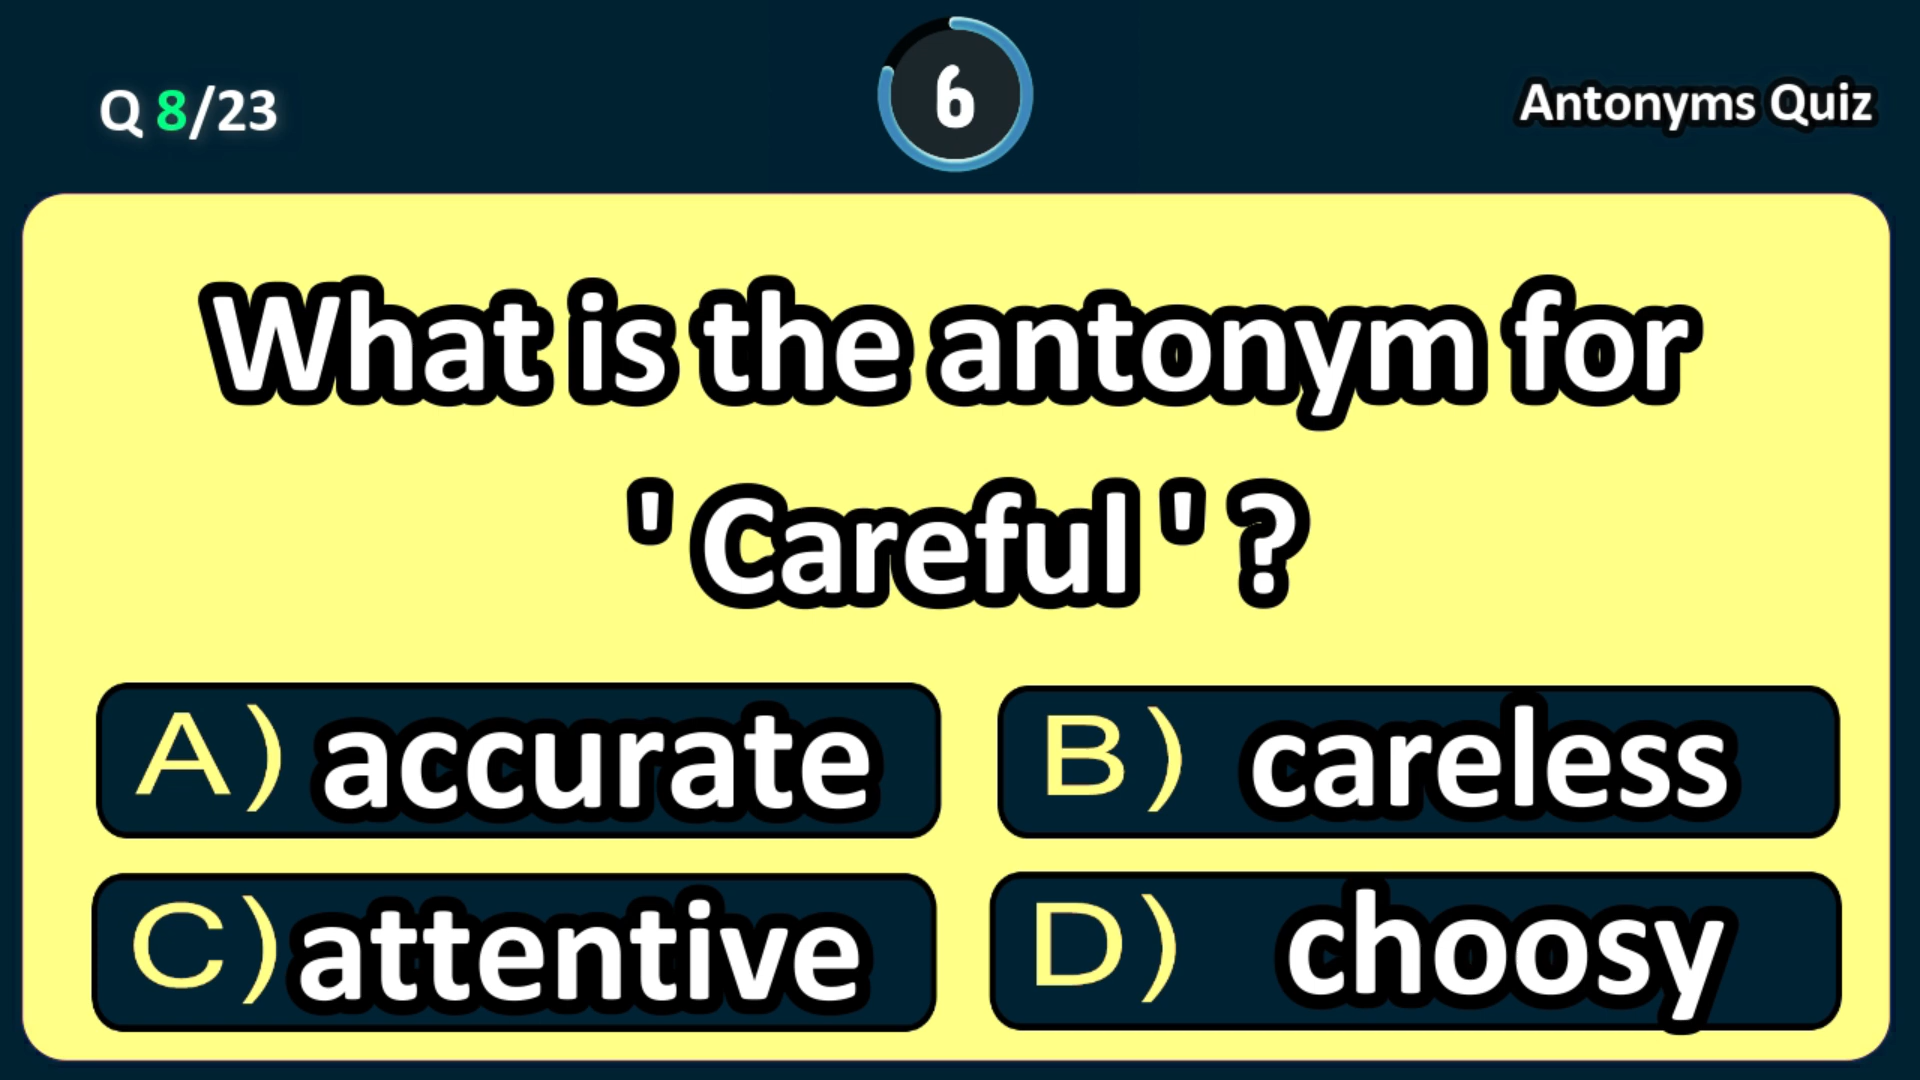 Q 8/23
6
Antonyms Quiz
What is the antonym for
' Careful ' ?
A) accurate
B) careless
C) attentive
D) choosy